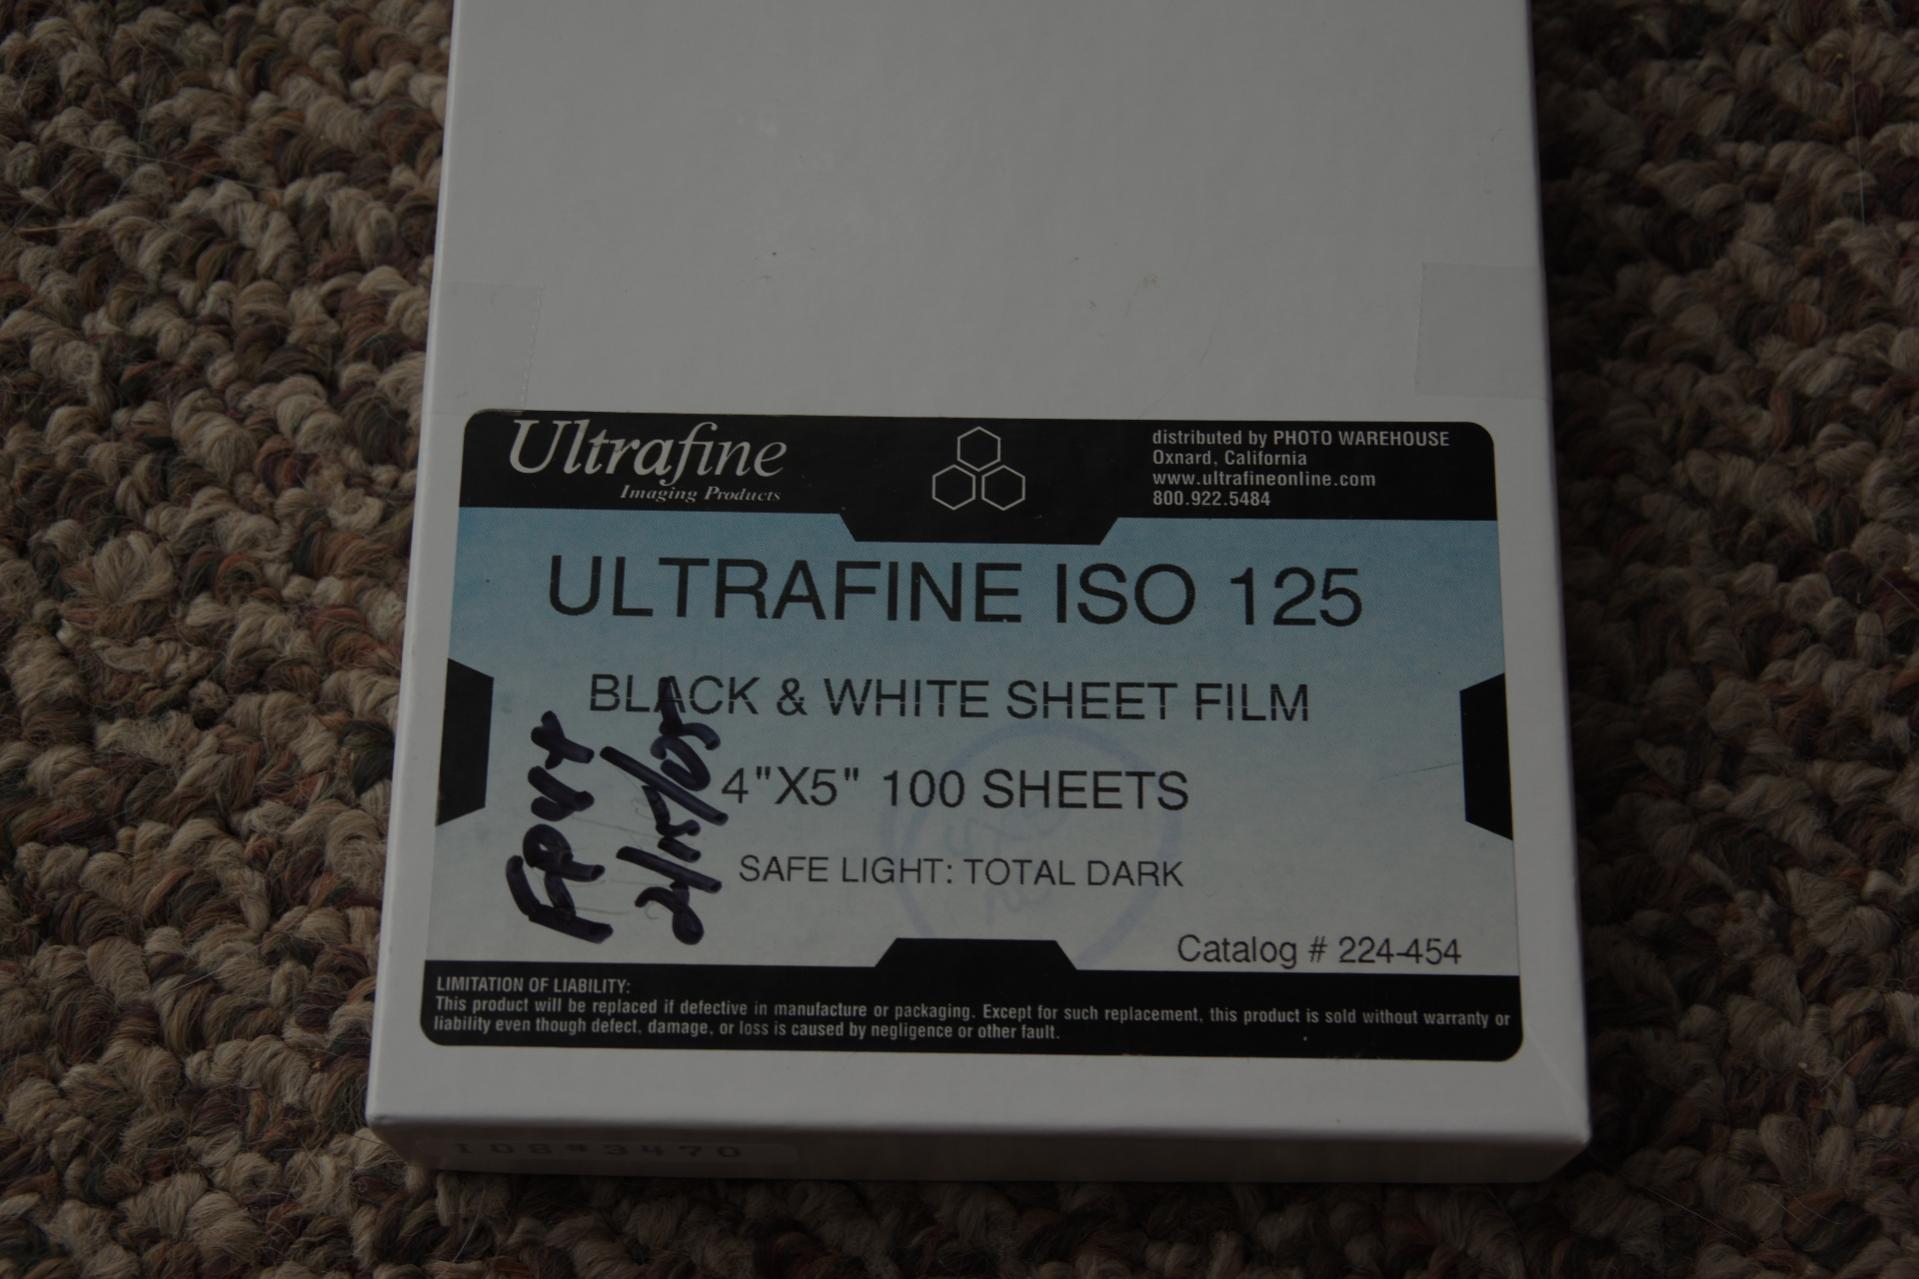 Ultrafine
Imaging Products
distributed by PHOTO WAREHOUSE
Oxnard, California
www.ultrafineonline.com
800.922.5484
ULTRAFINE ISO 125
BLACK & WHITE SHEET FILM
4"X5" 100 SHEETS
SAFE LIGHT: TOTAL DARK
FP4+
Catalog # 224-454
LIMITATION OF LIABILITY:
This product will be replaced if defective in manufacture or packaging. Except for such replacement, this product is sold without warranty or
liability even though defect, damage, or loss is caused by negligence or other fault.